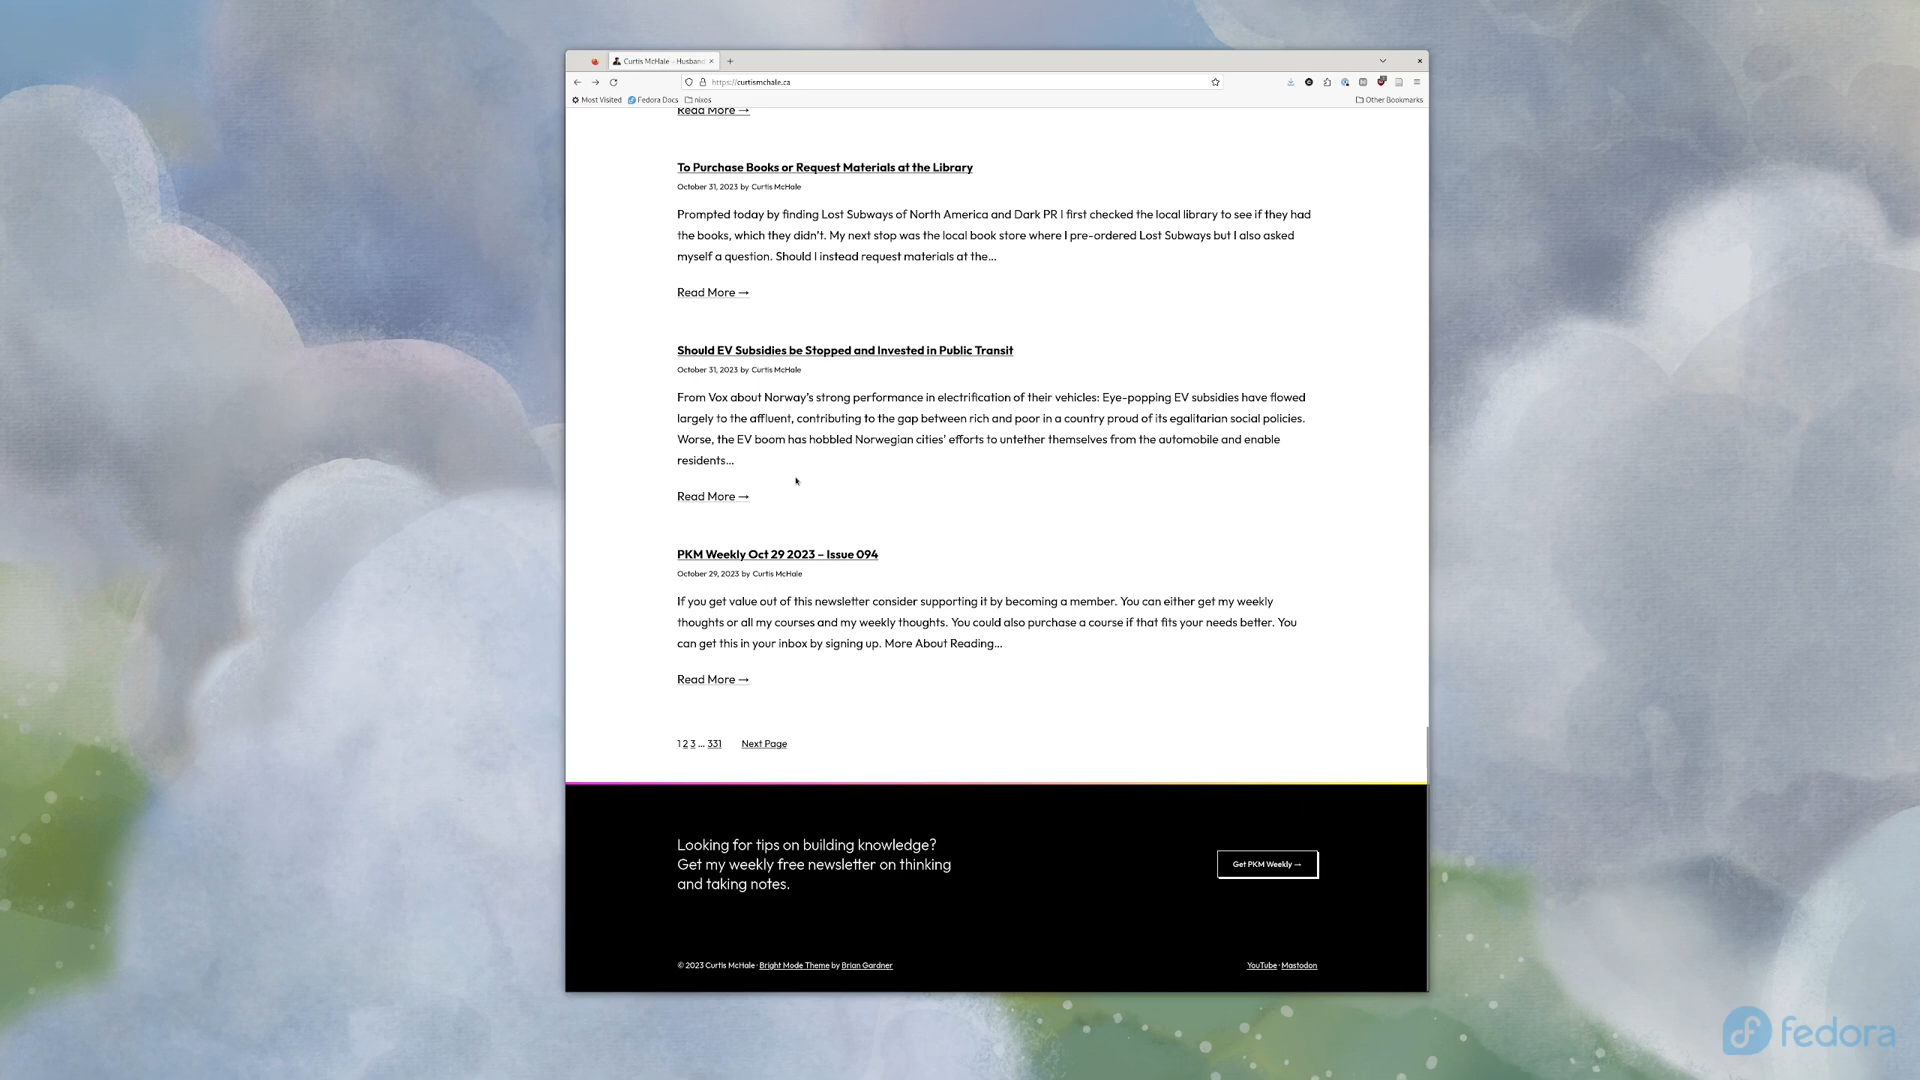 Curtis McHale – Husband
https://curtismchale.ca
Most Visited
Fedora Docs
nixos
Other Bookmarks
Read More →
To Purchase Books or Request Materials at the Library
October 31, 2023 by Curtis McHale
Prompted today by finding Lost Subways of North America and Dark PR I first checked the local library to see if they had
the books, which they didn’t. My next stop was the local book store where I pre-ordered Lost Subways but I also asked
myself a question. Should I instead request materials at the…
Read More →
Should EV Subsidies be Stopped and Invested in Public Transit
October 31, 2023 by Curtis McHale
From Vox about Norway’s strong performance in electrification of their vehicles: Eye-popping EV subsidies have flowed
largely to the affluent, contributing to the gap between rich and poor in a country proud of its egalitarian social policies.
Worse, the EV boom has hobbled Norwegian cities’ efforts to untether themselves from the automobile and enable
residents…
Read More →
PKM Weekly Oct 29 2023 – Issue 094
October 29, 2023 by Curtis McHale
If you get value out of this newsletter consider supporting it by becoming a member. You can either get my weekly
thoughts or all my courses and my weekly thoughts. You could also purchase a course if that fits your needs better. You
can get this in your inbox by signing up. More About Reading…
Read More →
1 2 3 … 331 Next Page
Looking for tips on building knowledge?
Get my weekly free newsletter on thinking
and taking notes.
Get PKM Weekly →
© 2023 Curtis McHale · Bright Mode Theme by Brian Gardner
YouTube · Mastodon
fedora